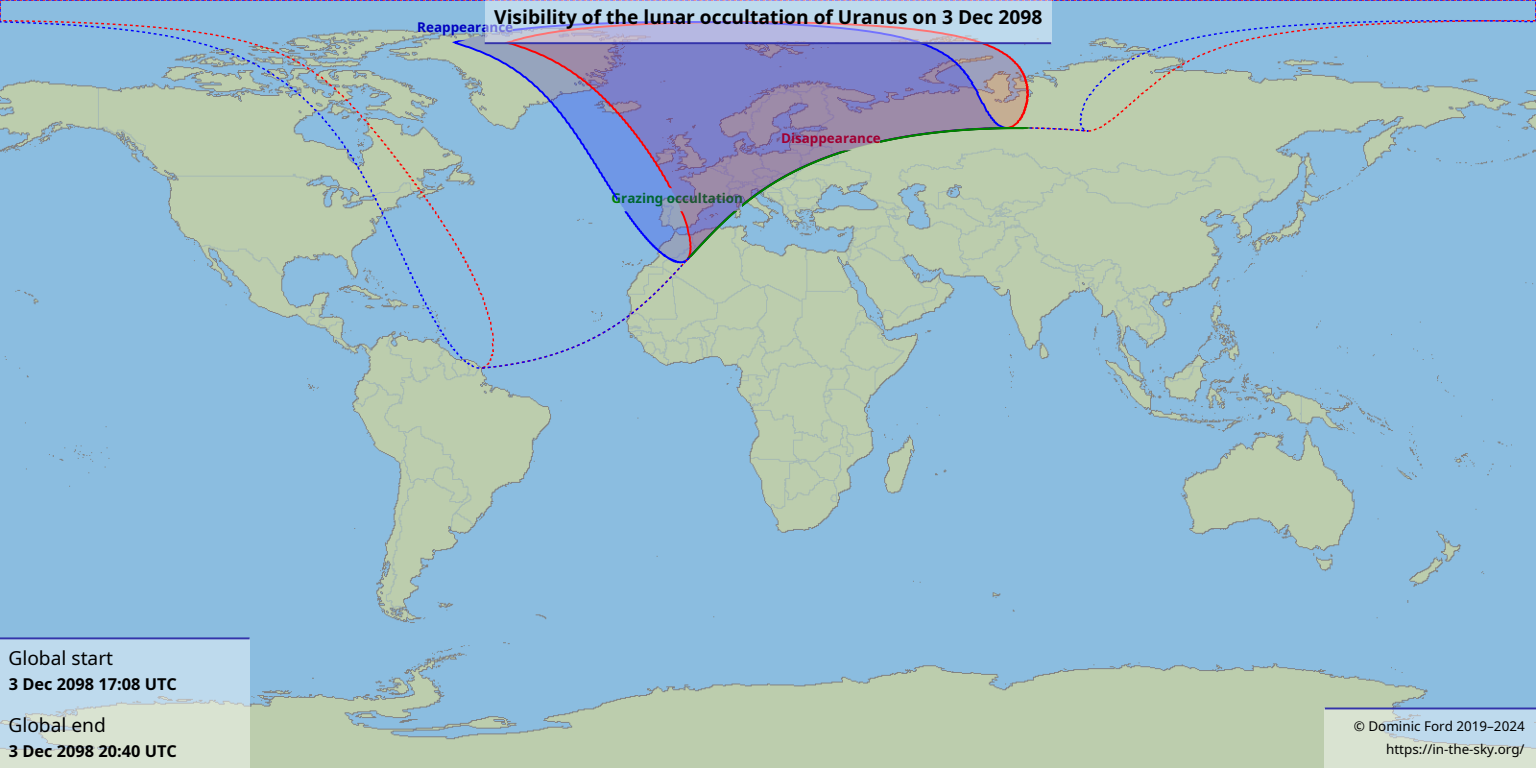 Visibility of the lunar occultation of Uranus on 3 Dec 2098
Reappearance
Disappearance
Grazing occultation
Global start
3 Dec 2098 17:08 UTC
Global end
3 Dec 2098 20:40 UTC
© Dominic Ford 2019–2024
https://in-the-sky.org/